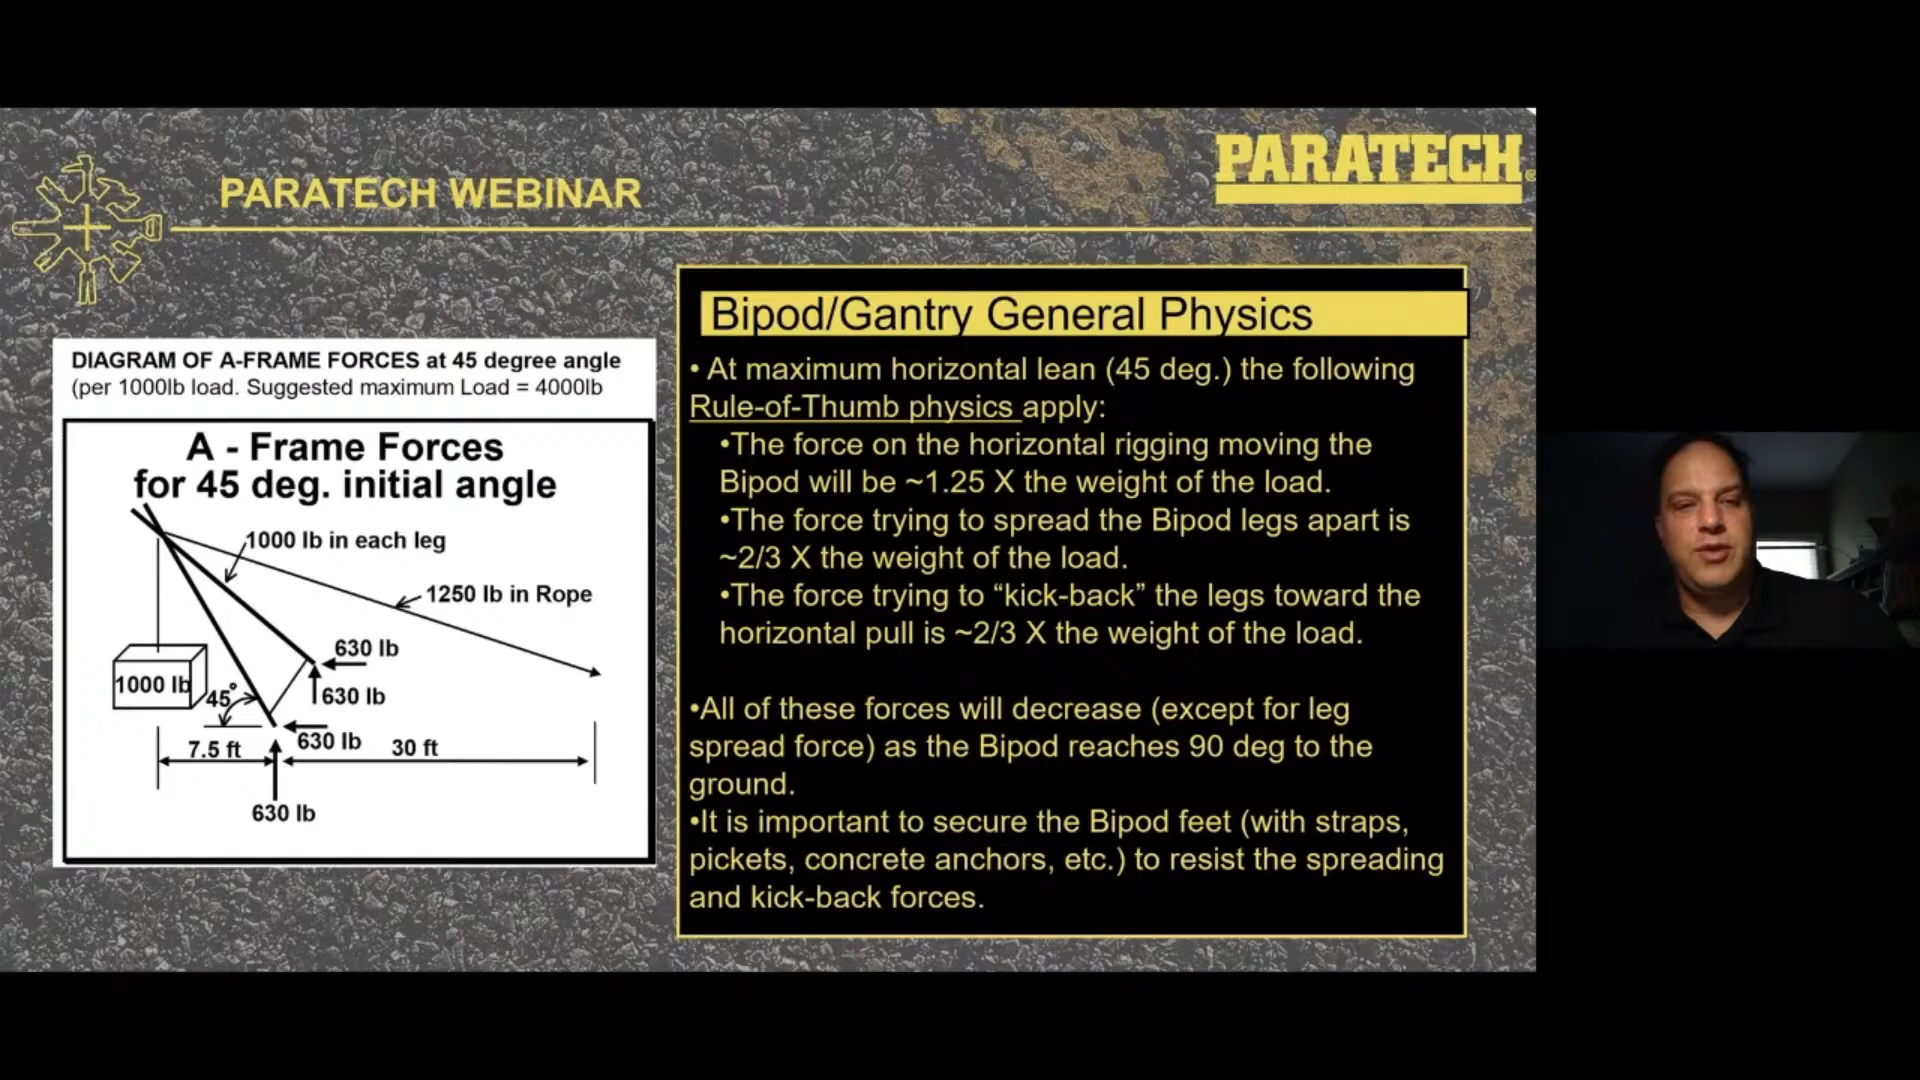 PARATECH WEBINAR
PARATECH
DIAGRAM OF A-FRAME FORCES at 45 degree angle
(per 1000lb load. Suggested maximum Load = 4000lb
A - Frame Forces
for 45 deg. initial angle
1000 lb in each leg
1250 lb in Rope
630 lb
1000 lb
45°
630 lb
630 lb
7.5 ft
30 ft
630 lb
Bipod/Gantry General Physics
• At maximum horizontal lean (45 deg.) the following
Rule-of-Thumb physics apply:
•The force on the horizontal rigging moving the
Bipod will be ~1.25 X the weight of the load.
•The force trying to spread the Bipod legs apart is
~2/3 X the weight of the load.
•The force trying to “kick-back” the legs toward the
horizontal pull is ~2/3 X the weight of the load.
•All of these forces will decrease (except for leg
spread force) as the Bipod reaches 90 deg to the
ground.
•It is important to secure the Bipod feet (with straps,
pickets, concrete anchors, etc.) to resist the spreading
and kick-back forces.